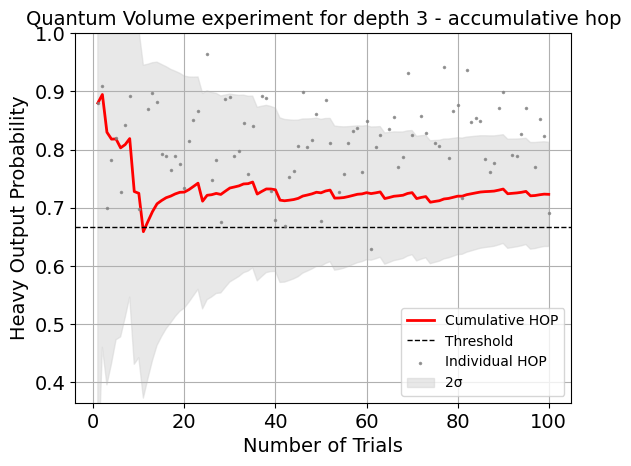 Quantum Volume experiment for depth 3 - accumulative hop
Heavy Output Probability
1.0
0.9
0.8
0.7
0.6
0.5
0.4
Cumulative HOP
Threshold
Individual HOP
2σ
0 20 40 60 80 100
Number of Trials